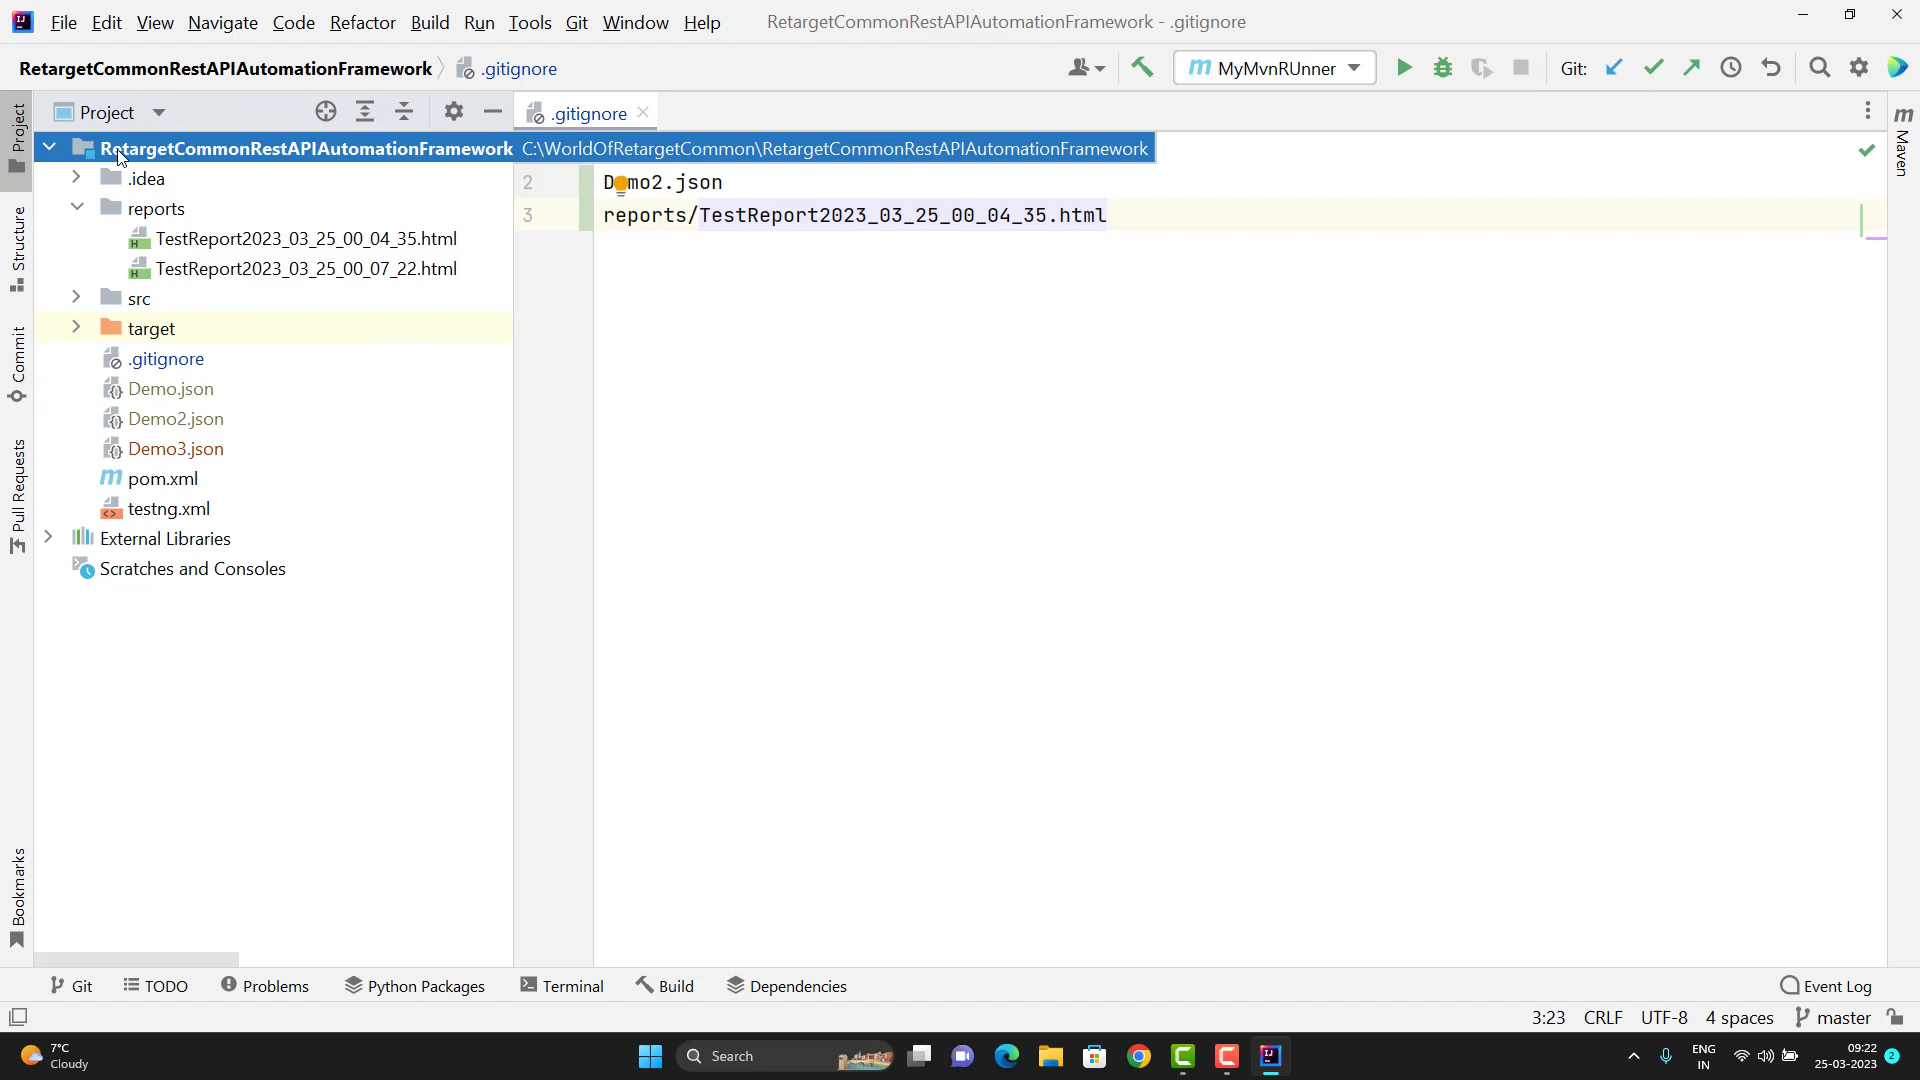 File Edit View Navigate Code Refactor Build Run Tools Git Window Help RetargetCommonRestAPIAutomationFramework - .gitignore
RetargetCommonRestAPIAutomationFramework .gitignore MyMvnRUnner Git:
Project .gitignore
RetargetCommonRestAPIAutomationFramework C:\WorldOfRetargetCommon\RetargetCommonRestAPIAutomationFramework
.idea
reports
TestReport2023_03_25_00_04_35.html
TestReport2023_03_25_00_07_22.html
src
target
.gitignore
Demo.json
Demo2.json
Demo3.json
pom.xml
testng.xml
External Libraries
Scratches and Consoles
2 Demo2.json
3 reports/TestReport2023_03_25_00_04_35.html
Project
Structure
Commit
Pull Requests
Bookmarks
Maven
Git TODO Problems Python Packages Terminal Build Dependencies Event Log
3:23 CRLF UTF-8 4 spaces master
7°C
Cloudy
Search
ENG
IN
09:22
25-03-2023
2